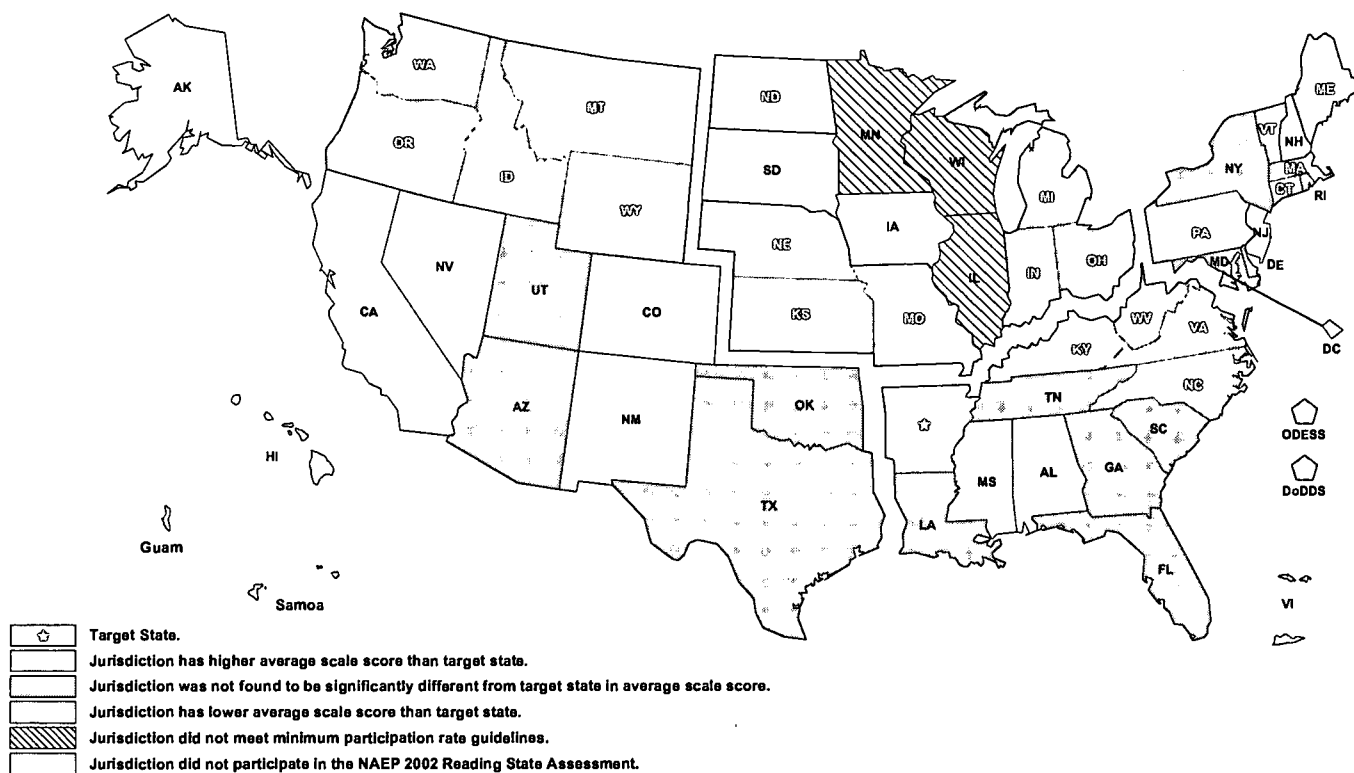 AK
WA
MT
ND
MN
ME
OR
ID
SD
WI
VT
NH
NY
MA
CT
RI
WY
MI
IA
NE
PA
NJ
NV
UT
CO
KS
MO
IL
IN
OH
MD
DE
CA
WV
VA
DC
KY
AZ
NM
OK
TN
NC
SC
ODESS
HI
MS
AL
GA
TX
LA
DoDDS
Guam
FL
Samoa
VI
Target State.
Jurisdiction has higher average scale score than target state.
Jurisdiction was not found to be significantly different from target state in average scale score.
Jurisdiction has lower average scale score than target state.
Jurisdiction did not meet minimum participation rate guidelines.
Jurisdiction did not participate in the NAEP 2002 Reading State Assessment.